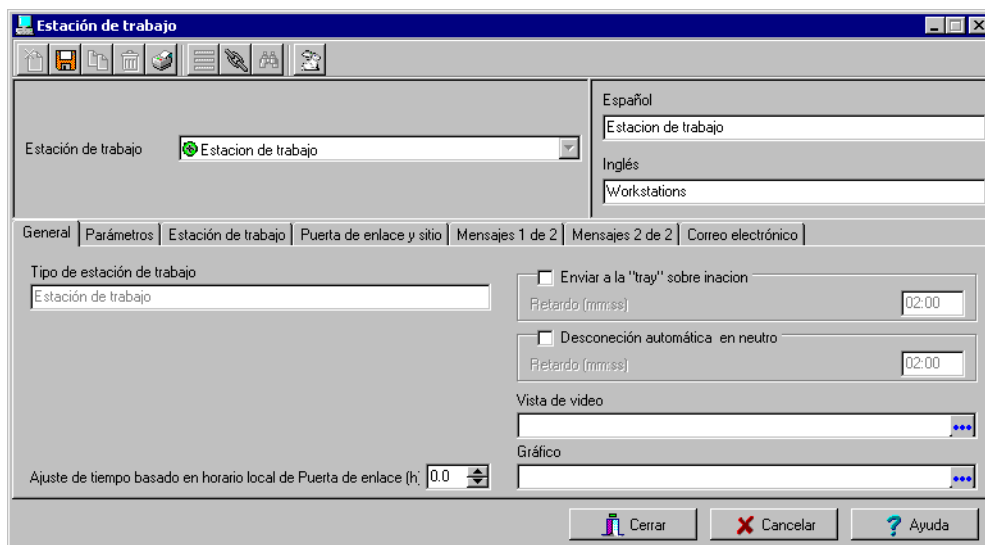 Estación de trabajo
Español
Estacion de trabajo
Estación de trabajo
Estacion de trabajo
Inglés
Workstations
General
Parámetros
Estación de trabajo
Puerta de enlace y sitio
Mensajes 1 de 2
Mensajes 2 de 2
Correo electrónico
Tipo de estación de trabajo
Estación de trabajo
Enviar a la "tray" sobre inacion
Retardo (mm:ss)
02:00
Desconeción automática en neutro
Retardo (mm:ss)
02:00
Vista de video
Gráfico
Ajuste de tiempo basado en horario local de Puerta de enlace (h)
0.0
Cerrar
Cancelar
Ayuda